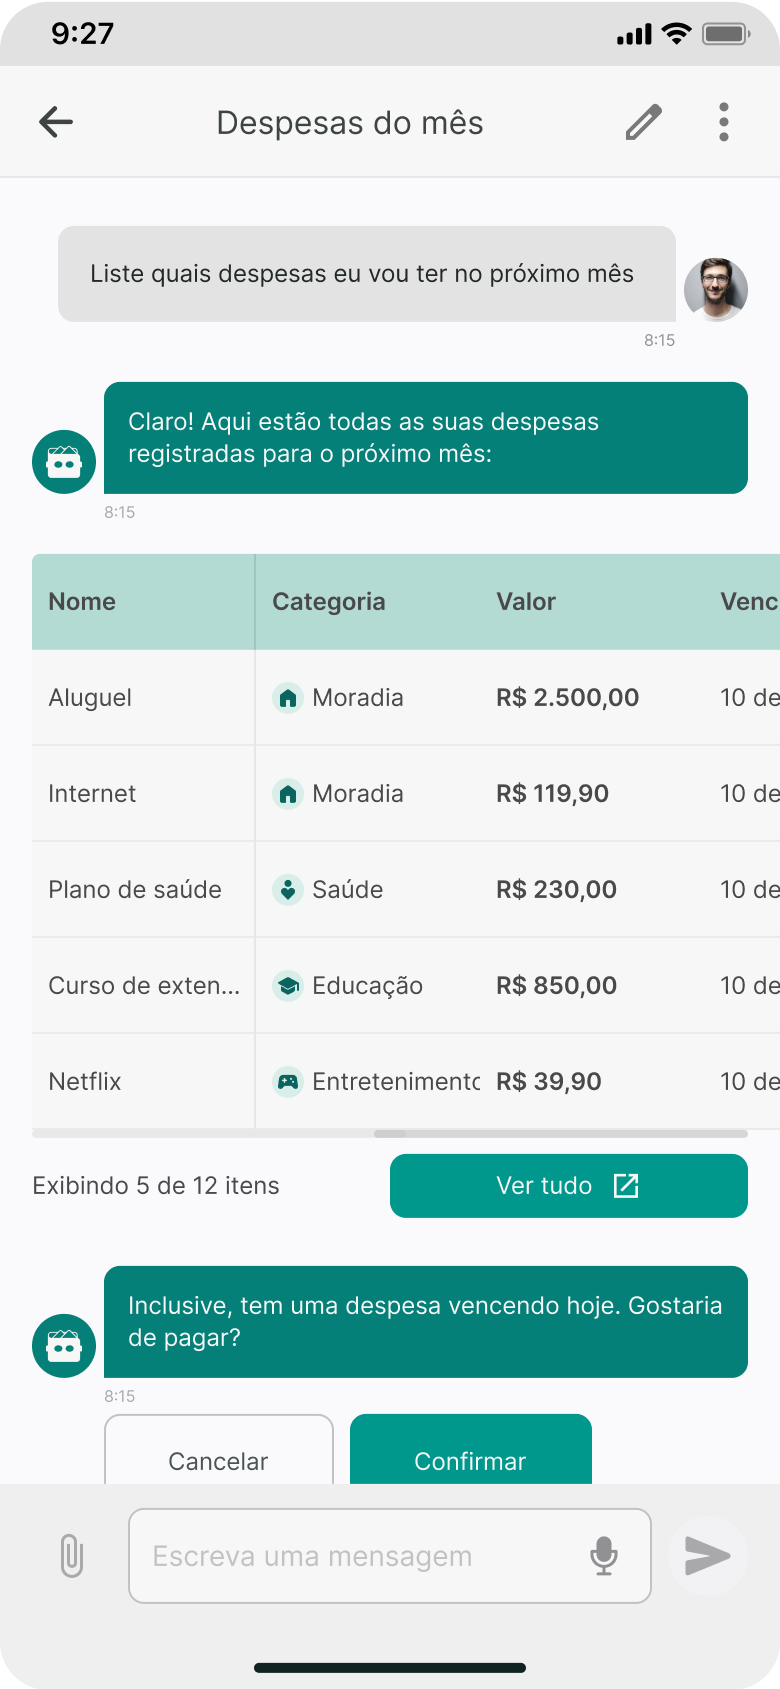 9:27
Despesas do mês
Liste quais despesas eu vou ter no próximo mês
8:15
Claro! Aqui estão todas as suas despesas
registradas para o próximo mês:
8:15
Nome Categoria Valor Venc
Aluguel Moradia R$ 2.500,00 10 de
Internet Moradia R$ 119,90 10 de
Plano de saúde Saúde R$ 230,00 10 de
Curso de exten... Educação R$ 850,00 10 de
Netflix Entretenimento R$ 39,90 10 de
Exibindo 5 de 12 itens Ver tudo
Inclusive, tem uma despesa vencendo hoje. Gostaria
de pagar?
8:15
Cancelar Confirmar
Escreva uma mensagem